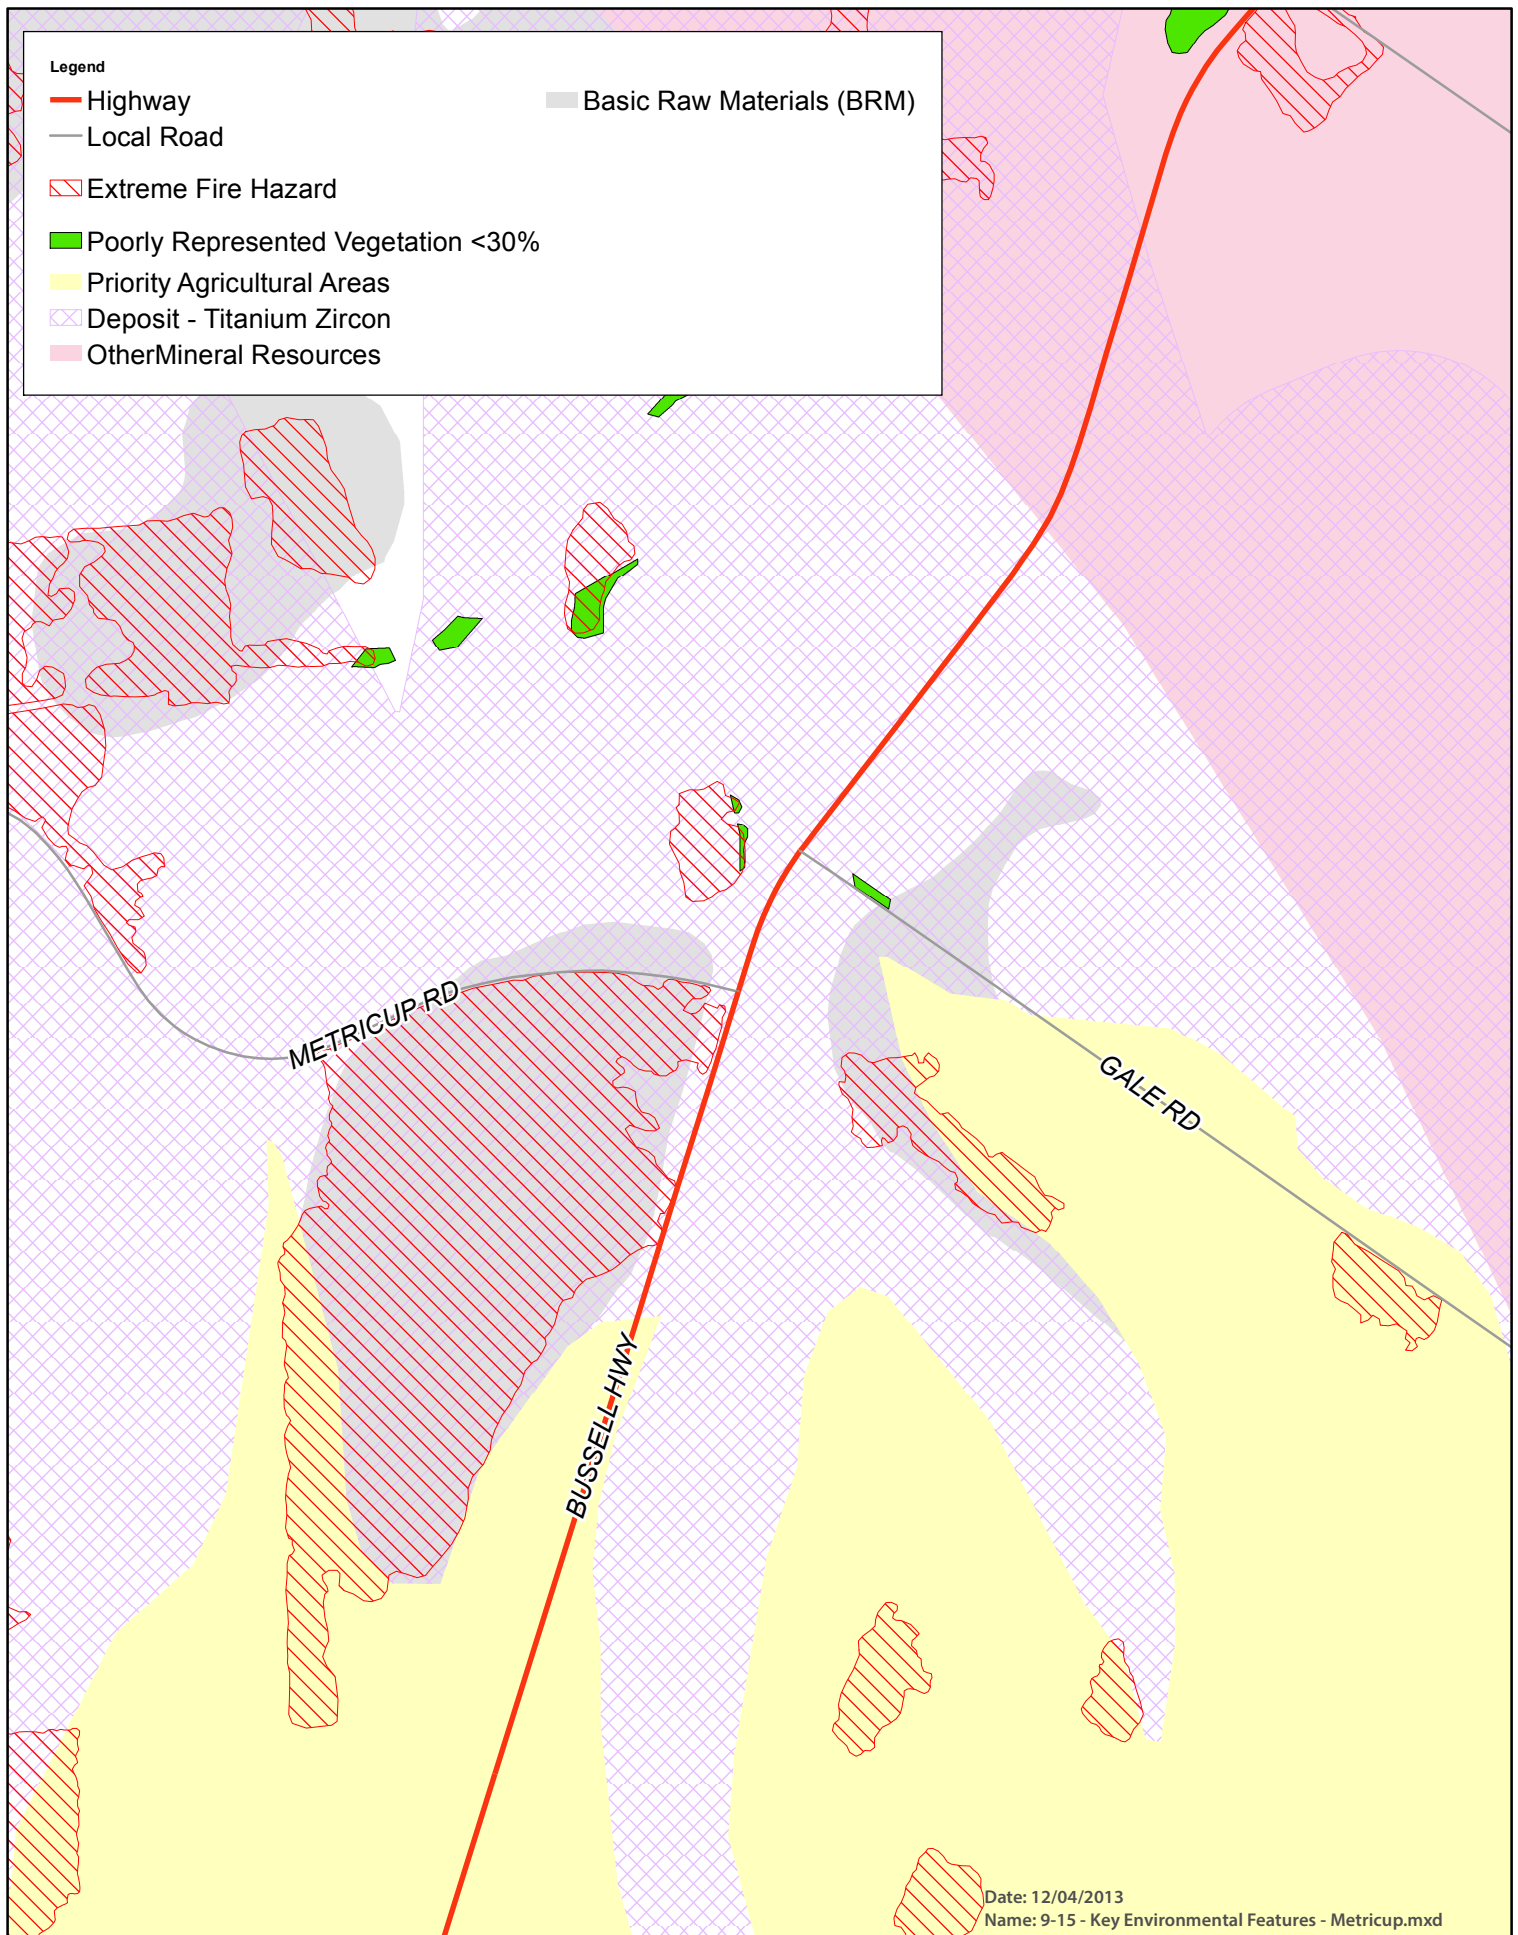 Legend
Highway
Basic Raw Materials (BRM)
Local Road
Extreme Fire Hazard
Poorly Represented Vegetation <30%
Priority Agricultural Areas
Deposit - Titanium Zircon
OtherMineral Resources
METRICUP RD
GALE RD
BUSSELL HWY
Date: 12/04/2013
Name: 9-15 - Key Environmental Features - Metricup.mxd